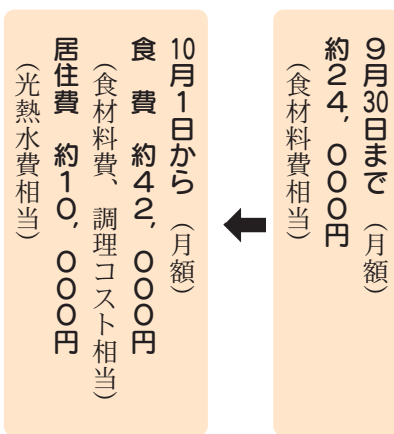 ９月30日まで（月額）
約２４，０００円
（食材料費相当）
10月１日から（月額）
食　費　約４２，０００円
（食材料費、調理コスト相当）
居住費　約１０，０００円
（光熱水費相当）